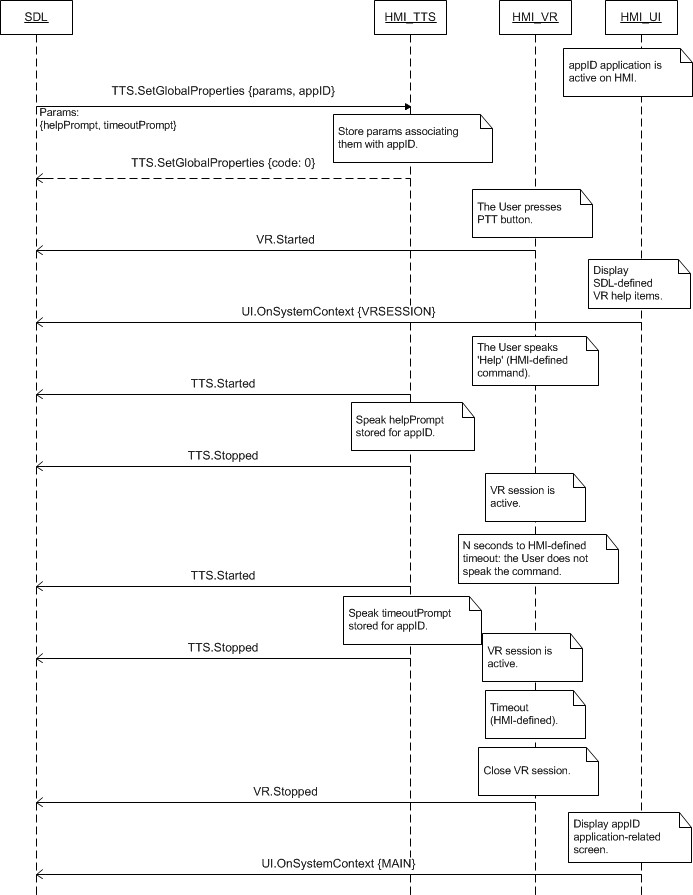 SDL
HMI_TTS
HMI_VR
HMI_UI
appID application is
active on HMI.
TTS.SetGlobalProperties {params, appID}
Params:
{helpPrompt, timeoutPrompt}
Store params associating
them with appID.
TTS.SetGlobalProperties {code: 0}
The User presses
PTT button.
VR.Started
Display
SDL-defined
VR help items.
UI.OnSystemContext {VRSESSION}
The User speaks
'Help' (HMI-defined
command).
TTS.Started
Speak helpPrompt
stored for appID.
TTS.Stopped
VR session is
active.
N seconds to HMI-defined
timeout: the User does not
speak the command.
TTS.Started
Speak timeoutPrompt
stored for appID.
TTS.Stopped
VR session is
active.
Timeout
(HMI-defined).
Close VR session.
VR.Stopped
Display appID
application-related
screen.
UI.OnSystemContext {MAIN}